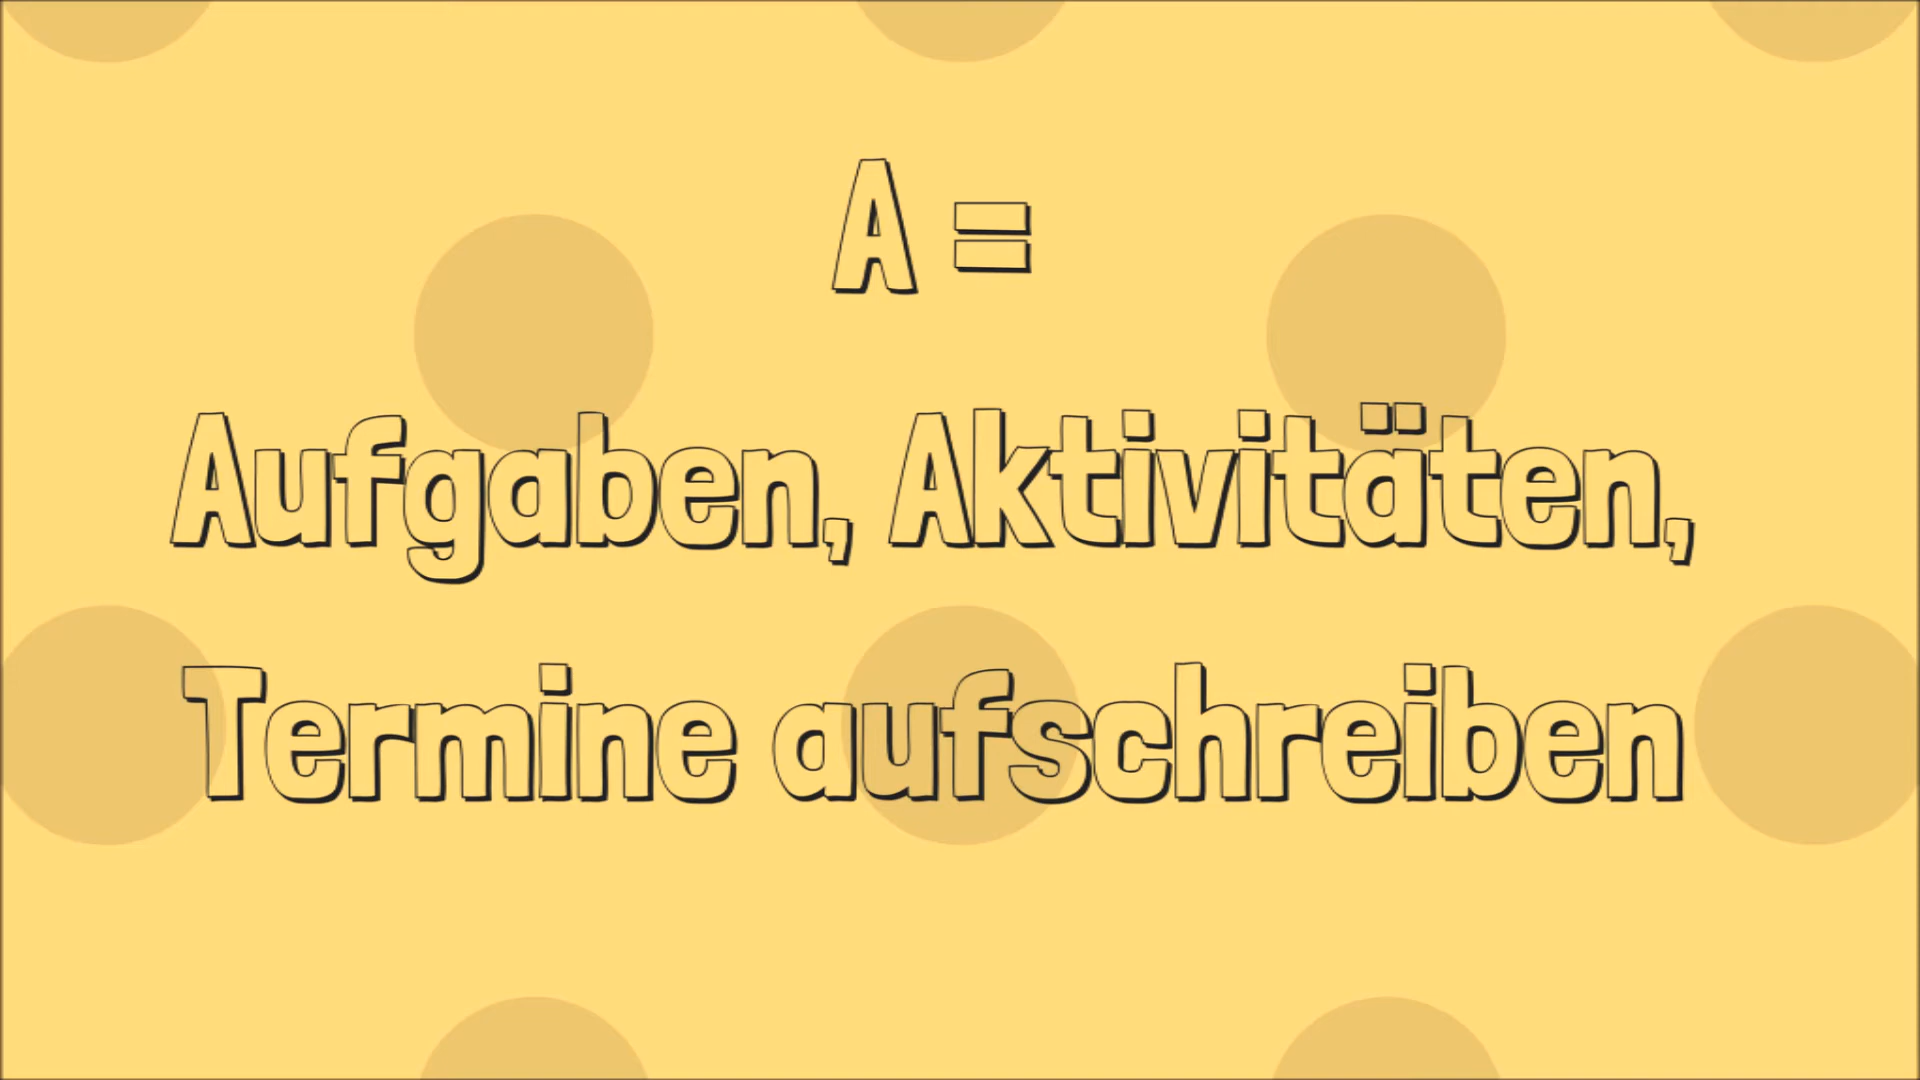 A =
Aufgaben, Aktivitäten,
Termine aufschreiben